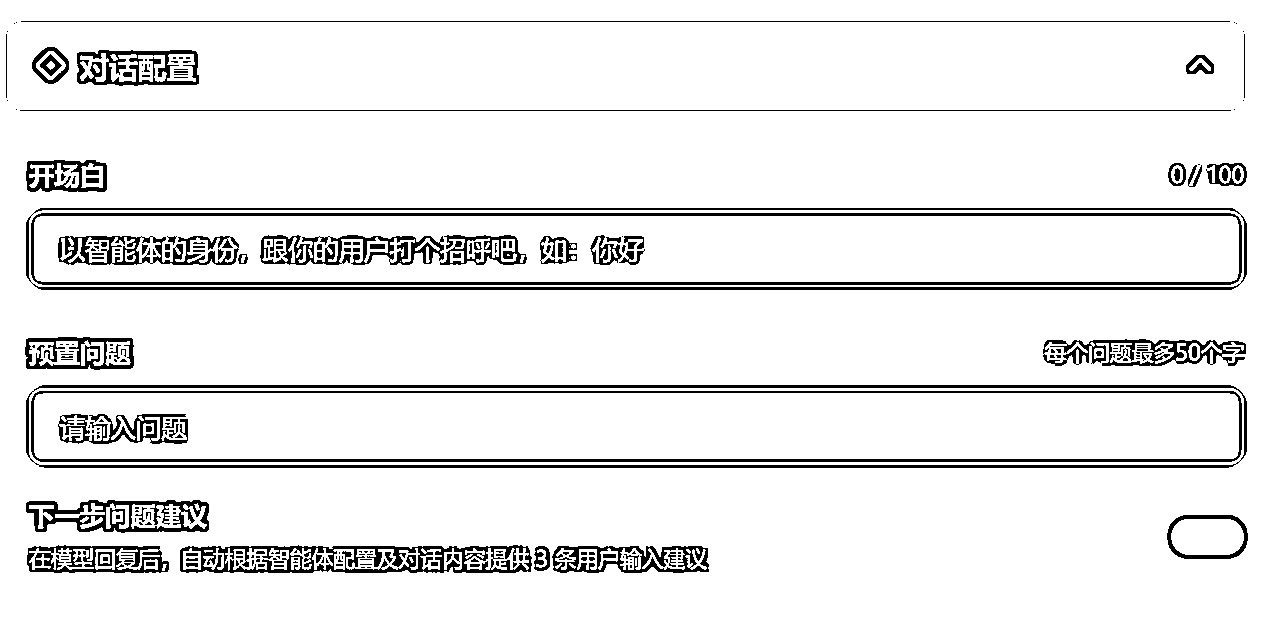 对话配置
开场白
0 / 100
以智能体的身份，跟你的用户打个招呼吧，如：你好
预置问题
每个问题最多50个字
请输入问题
下一步问题建议
在模型回复后，自动根据智能体配置及对话内容提供 3 条用户输入建议